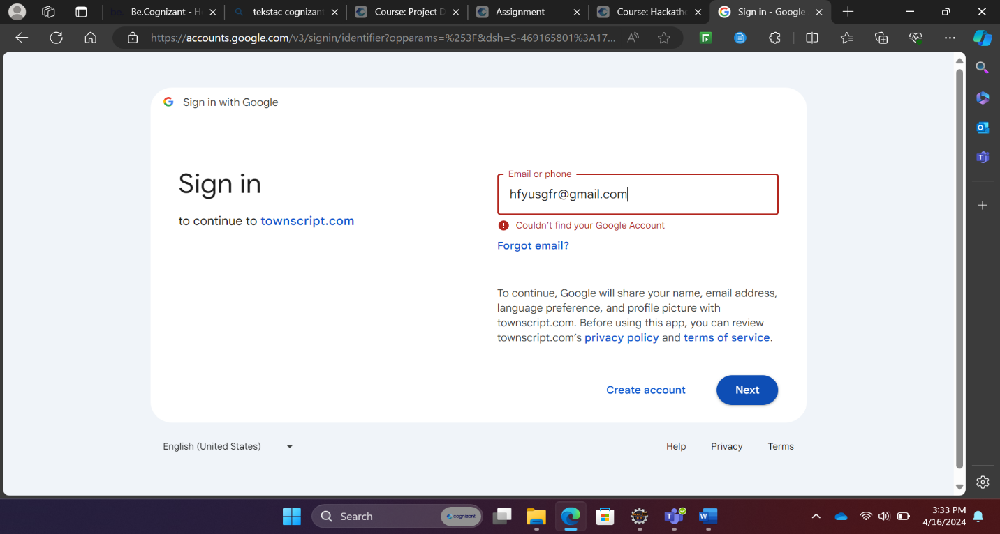 Be.Cognizant - H
tekstac cognizant
Course: Project D
Assignment
Course: Hackath
Sign in - Google
https://accounts.google.com/v3/signin/identifier?opparams=%253F&dsh=S-469165801%3A17...
Sign in with Google
Sign in
to continue to townscript.com
Email or phone
hfyusgfr@gmail.com
Couldn't find your Google Account
Forgot email?
To continue, Google will share your name, email address,
language preference, and profile picture with
townscript.com. Before using this app, you can review
townscript.com's privacy policy and terms of service.
Create account
Next
English (United States)
Help
Privacy
Terms
Search
cognizant
3:33 PM
4/16/2024